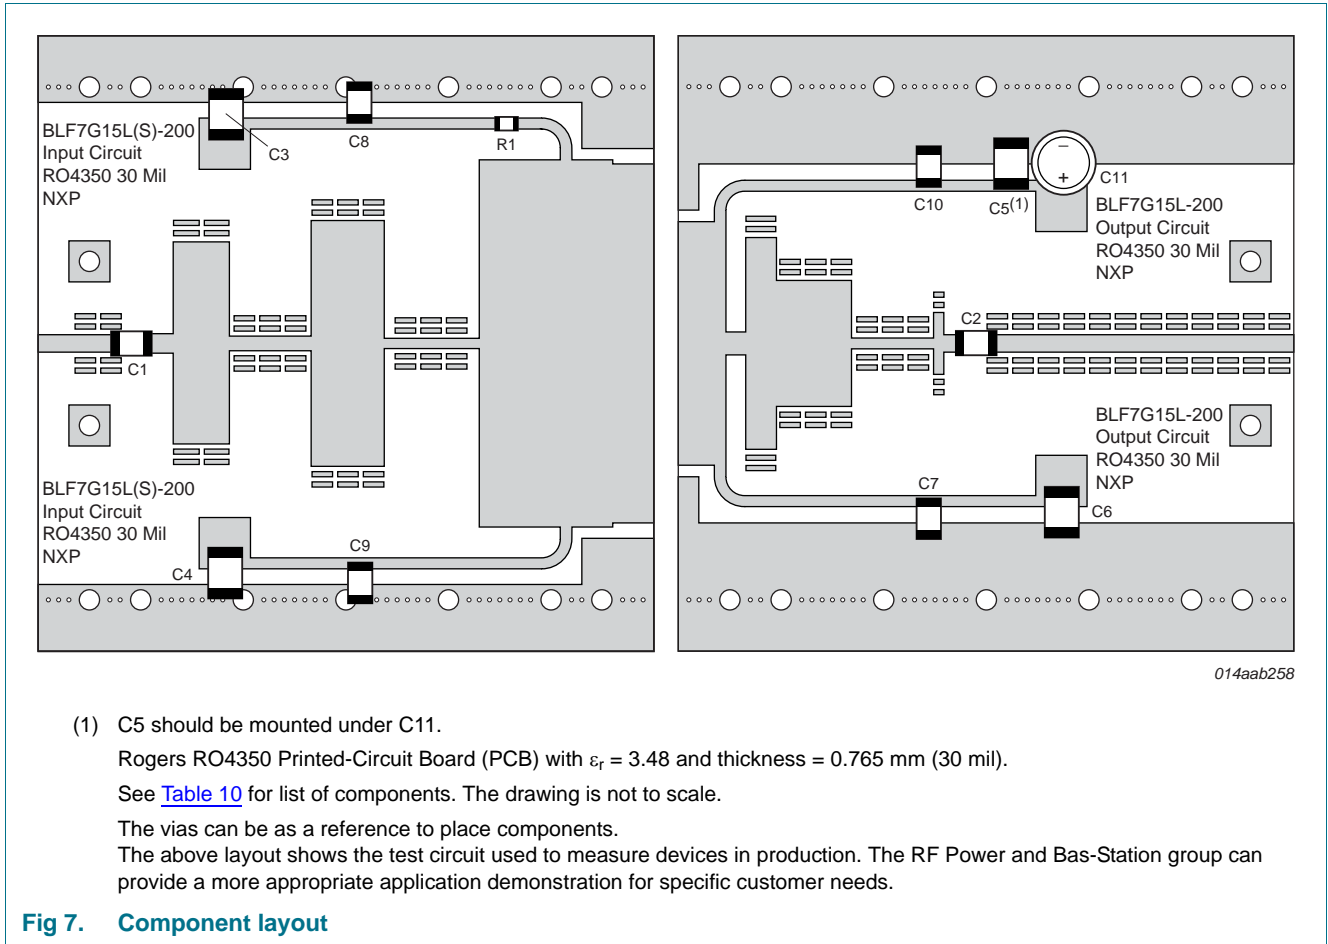 BLF7G15L(S)-200
Input Circuit
RO4350 30 Mil
NXP
C3
C8
R1
C1
BLF7G15L(S)-200
Input Circuit
RO4350 30 Mil
NXP
C4
C9
C10
C5(1)
−
+
C11
BLF7G15L-200
Output Circuit
RO4350 30 Mil
NXP
C2
BLF7G15L-200
Output Circuit
RO4350 30 Mil
NXP
C7
C6
014aab258
(1) C5 should be mounted under C11.
Rogers RO4350 Printed-Circuit Board (PCB) with εr = 3.48 and thickness = 0.765 mm (30 mil).
See Table 10 for list of components. The drawing is not to scale.
The vias can be as a reference to place components.
The above layout shows the test circuit used to measure devices in production. The RF Power and Bas-Station group can
provide a more appropriate application demonstration for specific customer needs.
Fig 7. Component layout